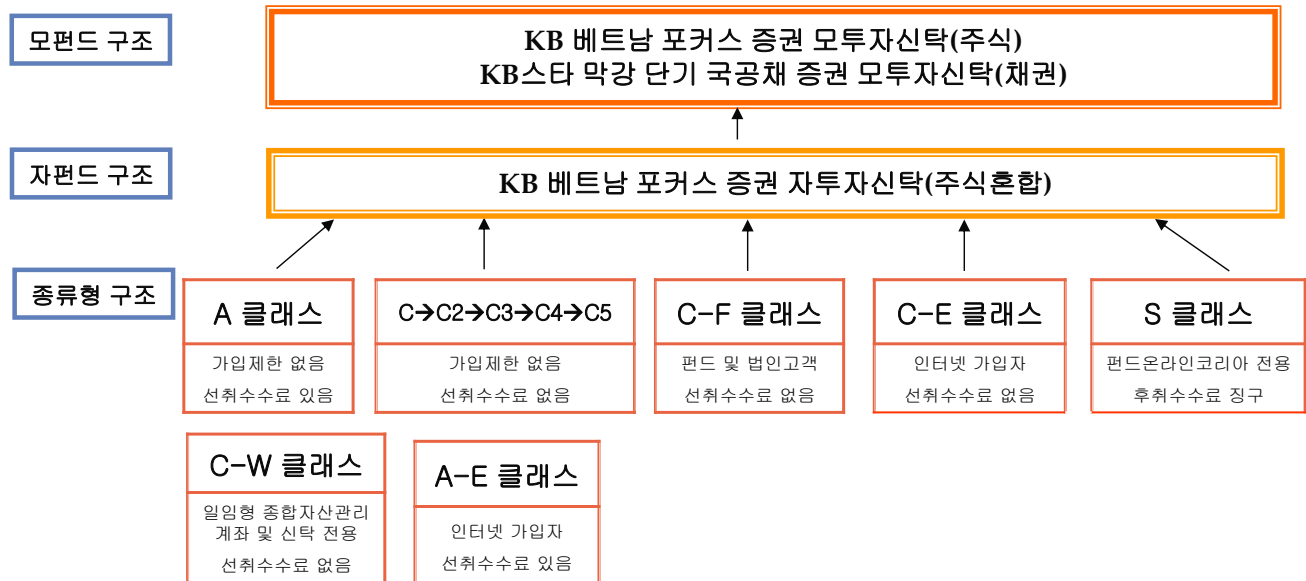 모펀드 구조
KB 베트남 포커스 증권 모투자신탁(주식)
KB스타 막강 단기 국공채 증권 모투자신탁(채권)
자펀드 구조
KB 베트남 포커스 증권 자투자신탁(주식혼합)
종류형 구조
A 클래스
가입제한 없음
선취수수료 있음
C→C2→C3→C4→C5
가입제한 없음
선취수수료 없음
C-F 클래스
펀드 및 법인고객
선취수수료 없음
C-E 클래스
인터넷 가입자
선취수수료 없음
S 클래스
펀드온라인코리아 전용
후취수수료 징구
C-W 클래스
일임형 종합자산관리
계좌 및 신탁 전용
선취수수료 없음
A-E 클래스
인터넷 가입자
선취수수료 있음